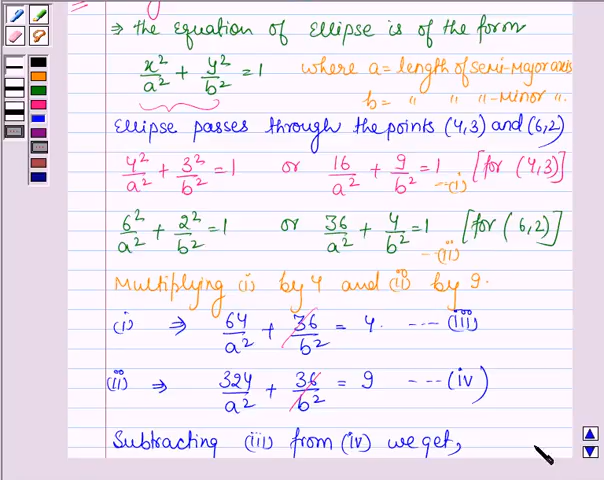 ⇒ the equation of Ellipse is of the form
x²/a² + y²/b² = 1 where a = length of semi-Major axis
b = " " " -Minor ".
Ellipse passes through the points (4,3) and (6,2)
4²/a² + 3²/b² = 1 or 16/a² + 9/b² = 1 --(i) [for (4,3)]
6²/a² + 2²/b² = 1 or 36/a² + 4/b² = 1 --(ii) [for (6,2)]
Multiplying (i) by 4 and (ii) by 9.
(i) ⇒ 64/a² + 36/b² = 4. ---- (iii)
(ii) ⇒ 324/a² + 36/b² = 9 ---- (iv)
Subtracting (iii) from (iv) we get,